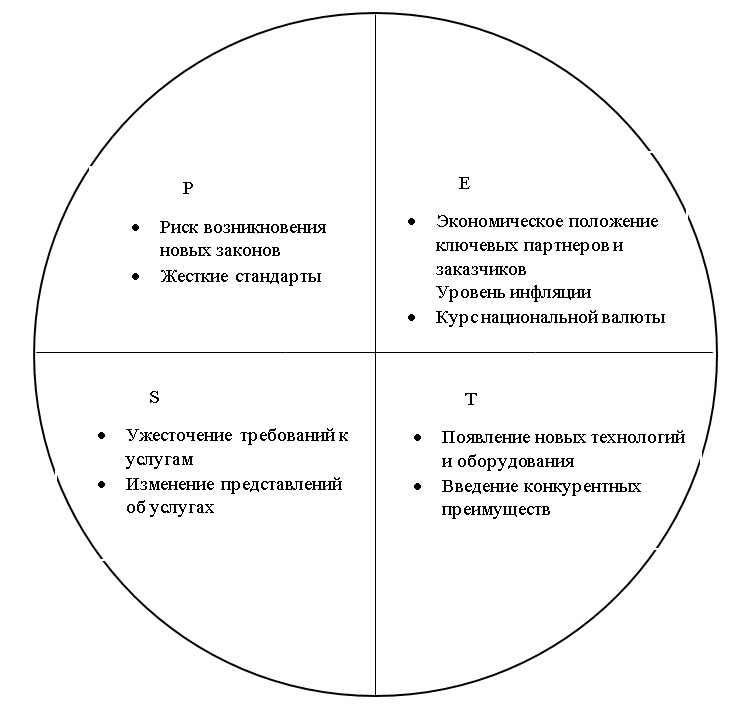 P
• Риск возникновения
новых законов
• Жесткие стандарты
E
• Экономическое положение
ключевых партнеров и
заказчиков
Уровень инфляции
• Курс национальной валюты
S
• Ужесточение требований к
услугам
• Изменение представлений
об услугах
T
• Появление новых технологий
и оборудования
• Введение конкурентных
преимуществ